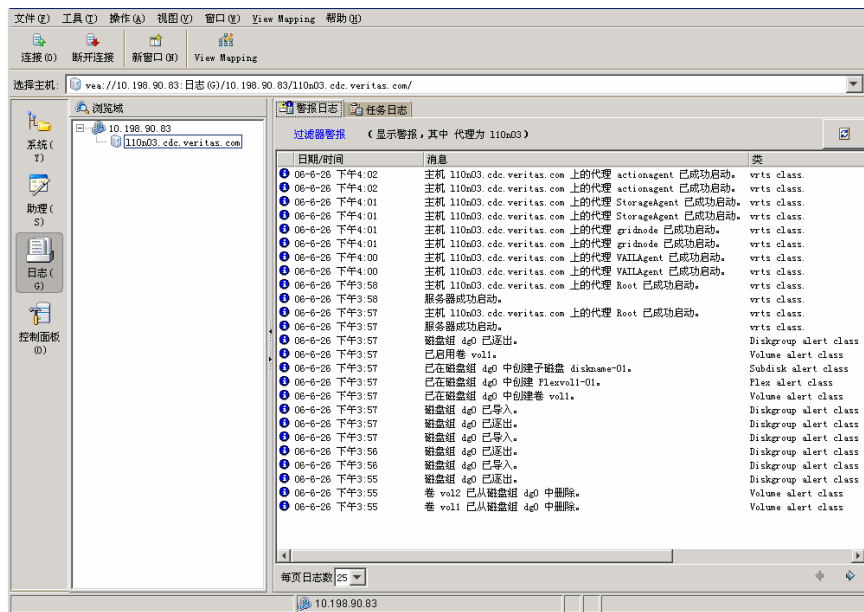 文件(F) 工具(T) 操作(A) 视图(V) 窗口(W) View Mapping 帮助(H)
连接(O) 断开连接 新窗口(N) View Mapping
选择主机: vea://10.198.90.83:日志(G)/10.198.90.83/l10n03.cdc.veritas.com/
系统(
Y)
助理(
S)
日志(
G)
控制面板
(O)
浏览域
10.198.90.83
l10n03.cdc.veritas.com
警报日志 任务日志
过滤器警报 (显示警报,其中 代理为 l10n03)
日期/时间 消息 类
06-6-26 下午4:02 主机 l10n03.cdc.veritas.com 上的代理 actionagent 已成功启动。 vrts class.
06-6-26 下午4:02 主机 l10n03.cdc.veritas.com 上的代理 actionagent 已成功启动。 vrts class.
06-6-26 下午4:01 主机 l10n03.cdc.veritas.com 上的代理 StorageAgent 已成功启动。 vrts class.
06-6-26 下午4:01 主机 l10n03.cdc.veritas.com 上的代理 StorageAgent 已成功启动。 vrts class.
06-6-26 下午4:01 主机 l10n03.cdc.veritas.com 上的代理 gridnode 已成功启动。 vrts class.
06-6-26 下午4:01 主机 l10n03.cdc.veritas.com 上的代理 gridnode 已成功启动。 vrts class.
06-6-26 下午4:00 主机 l10n03.cdc.veritas.com 上的代理 VAILAgent 已成功启动。 vrts class.
06-6-26 下午4:00 主机 l10n03.cdc.veritas.com 上的代理 VAILAgent 已成功启动。 vrts class.
06-6-26 下午3:58 主机 l10n03.cdc.veritas.com 上的代理 Root 已成功启动。 vrts class.
06-6-26 下午3:58 服务器成功启动。 vrts class.
06-6-26 下午3:57 主机 l10n03.cdc.veritas.com 上的代理 Root 已成功启动。 vrts class.
06-6-26 下午3:57 服务器成功启动。 vrts class.
06-6-26 下午3:57 磁盘组 dg0 已逐出。 Diskgroup alert class
06-6-26 下午3:57 已启用卷 vol1。 Volume alert class
06-6-26 下午3:57 已在磁盘组 dg0 中创建子磁盘 diskname-01。 Subdisk alert class
06-6-26 下午3:57 已在磁盘组 dg0 中创建 Plexvol1-01。 Plex alert class
06-6-26 下午3:57 已在磁盘组 dg0 中创建卷 vol1。 Volume alert class
06-6-26 下午3:57 磁盘组 dg0 已导入。 Diskgroup alert class
06-6-26 下午3:57 磁盘组 dg0 已逐出。 Diskgroup alert class
06-6-26 下午3:57 磁盘组 dg0 已导入。 Diskgroup alert class
06-6-26 下午3:56 磁盘组 dg0 已逐出。 Diskgroup alert class
06-6-26 下午3:56 磁盘组 dg0 已导入。 Diskgroup alert class
06-6-26 下午3:55 磁盘组 dg0 已逐出。 Diskgroup alert class
06-6-26 下午3:55 卷 vol2 已从磁盘组 dg0 中删除。 Volume alert class
06-6-26 下午3:55 卷 vol1 已从磁盘组 dg0 中删除。 Volume alert class
每页日志数 25
10.198.90.83